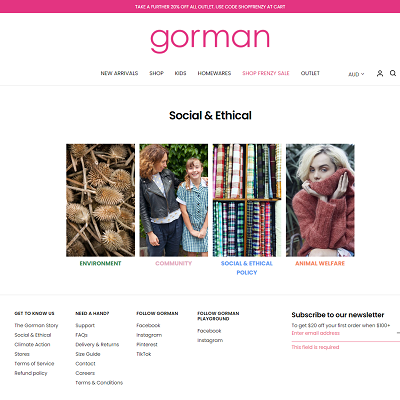 TAKE A FURTHER 20% OFF ALL OUTLET. USE CODE SHOPFRENZY AT CART
gorman
NEW ARRIVALS SHOP KIDS HOMEWARES SHOP FRENZY SALE OUTLET AUD
Social & Ethical
ENVIRONMENT COMMUNITY SOCIAL & ETHICAL POLICY ANIMAL WELFARE
GET TO KNOW US
The Gorman Story
Social & Ethical
Climate Action
Stores
Terms of Service
Refund policy
NEED A HAND?
Support
FAQs
Delivery & Returns
Size Guide
Contact
Careers
Terms & Conditions
FOLLOW GORMAN
Facebook
Instagram
Pinterest
TikTok
FOLLOW GORMAN
PLAYGROUND
Facebook
Instagram
Subscribe to our newsletter
To get $20 off your first order when $100+
Enter email address
This field is required